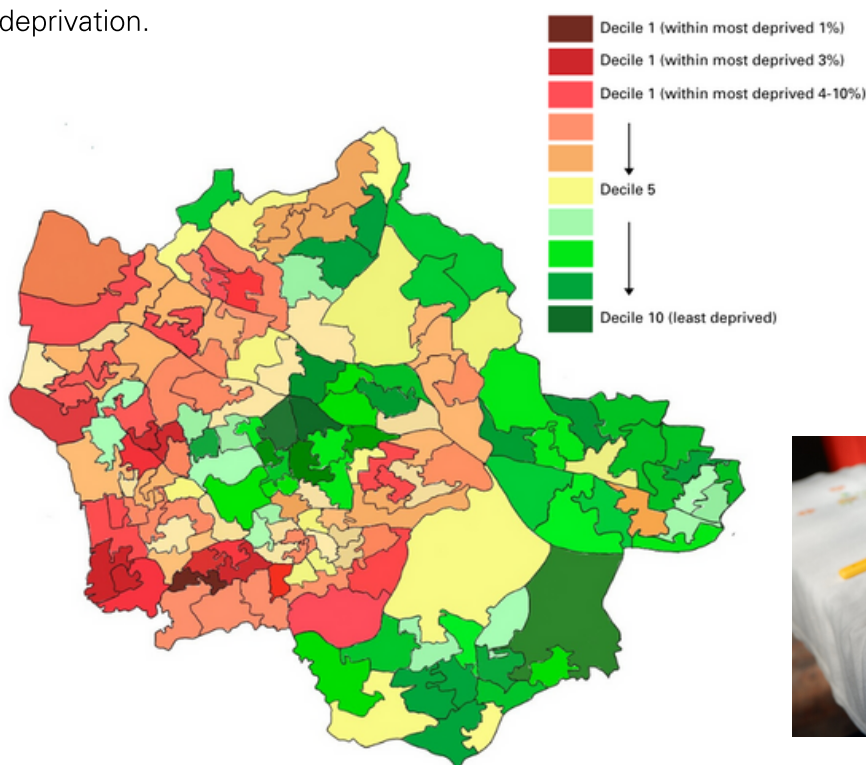 deprivation.
Decile 1 (within most deprived 1%)
Decile 1 (within most deprived 3%)
Decile 1 (within most deprived 4-10%)
Decile 5
Decile 10 (least deprived)